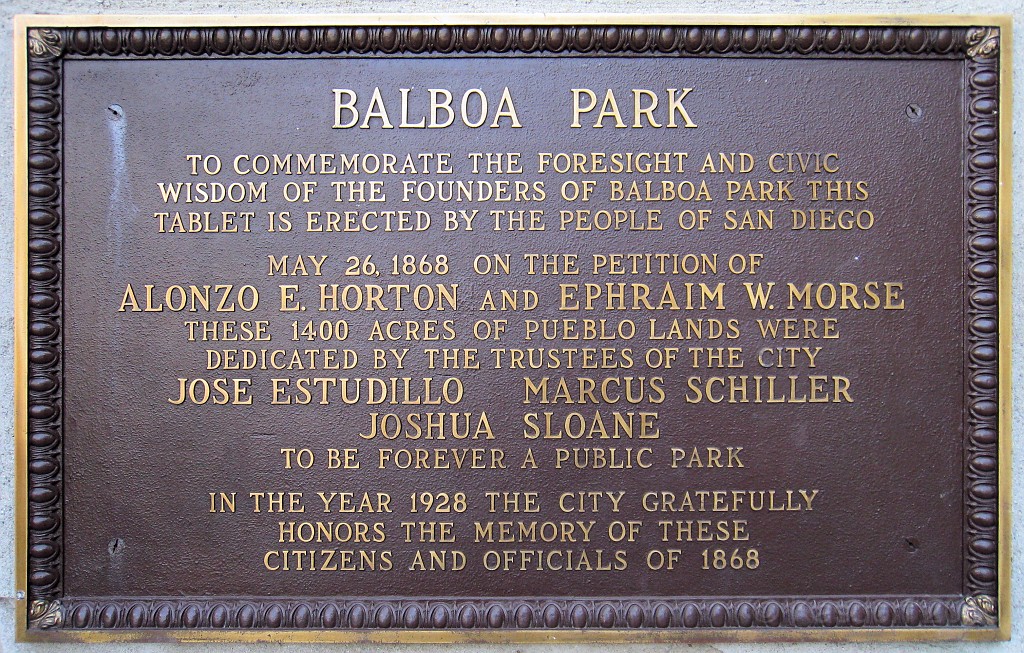 BALBOA PARK
TO COMMEMORATE THE FORESIGHT AND CIVIC
WISDOM OF THE FOUNDERS OF BALBOA PARK THIS
TABLET IS ERECTED BY THE PEOPLE OF SAN DIEGO
MAY 26, 1868 ON THE PETITION OF
ALONZO E. HORTON AND EPHRAIM W. MORSE
THESE 1400 ACRES OF PUEBLO LANDS WERE
DEDICATED BY THE TRUSTEES OF THE CITY
JOSE ESTUDILLO MARCUS SCHILLER
JOSHUA SLOANE
TO BE FOREVER A PUBLIC PARK
IN THE YEAR 1928 THE CITY GRATEFULLY
HONORS THE MEMORY OF THESE
CITIZENS AND OFFICIALS OF 1868